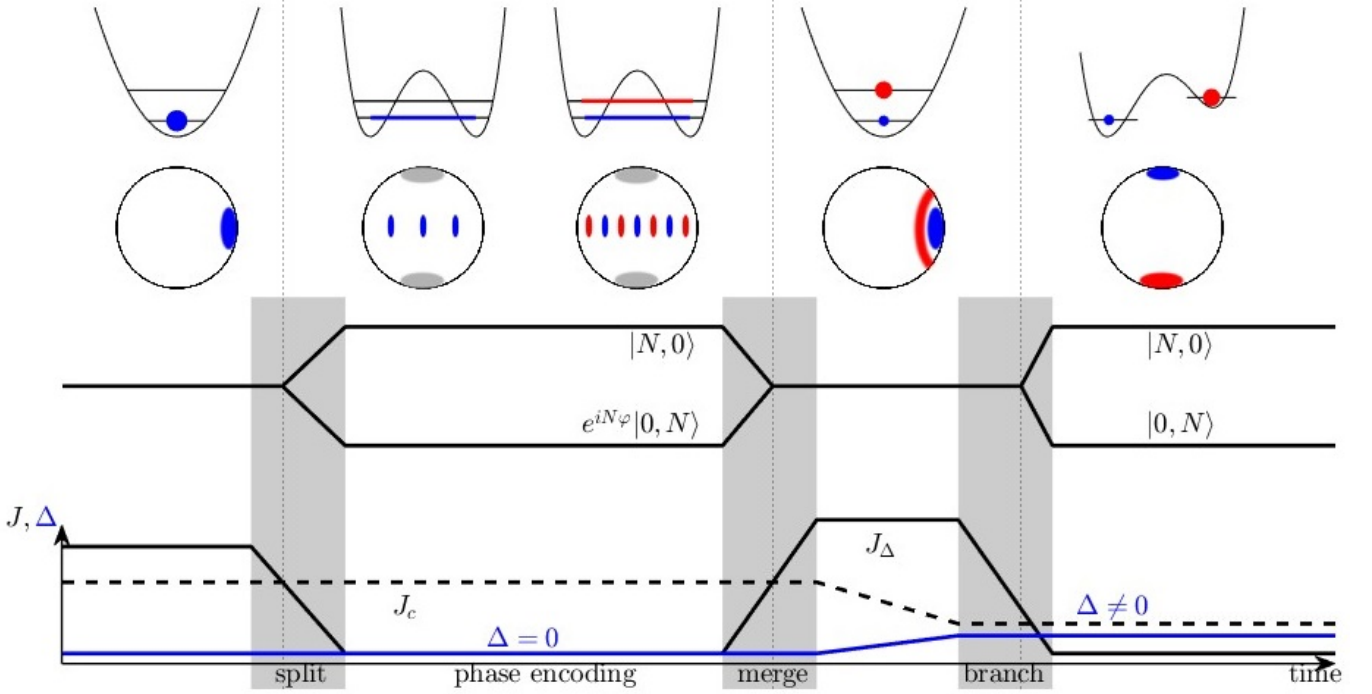 |N, 0⟩
|N, 0⟩
e^{iNφ}|0, N⟩
|0, N⟩
J, Δ
J_Δ
J_c
Δ ≠ 0
Δ = 0
split
phase encoding
merge
branch
time